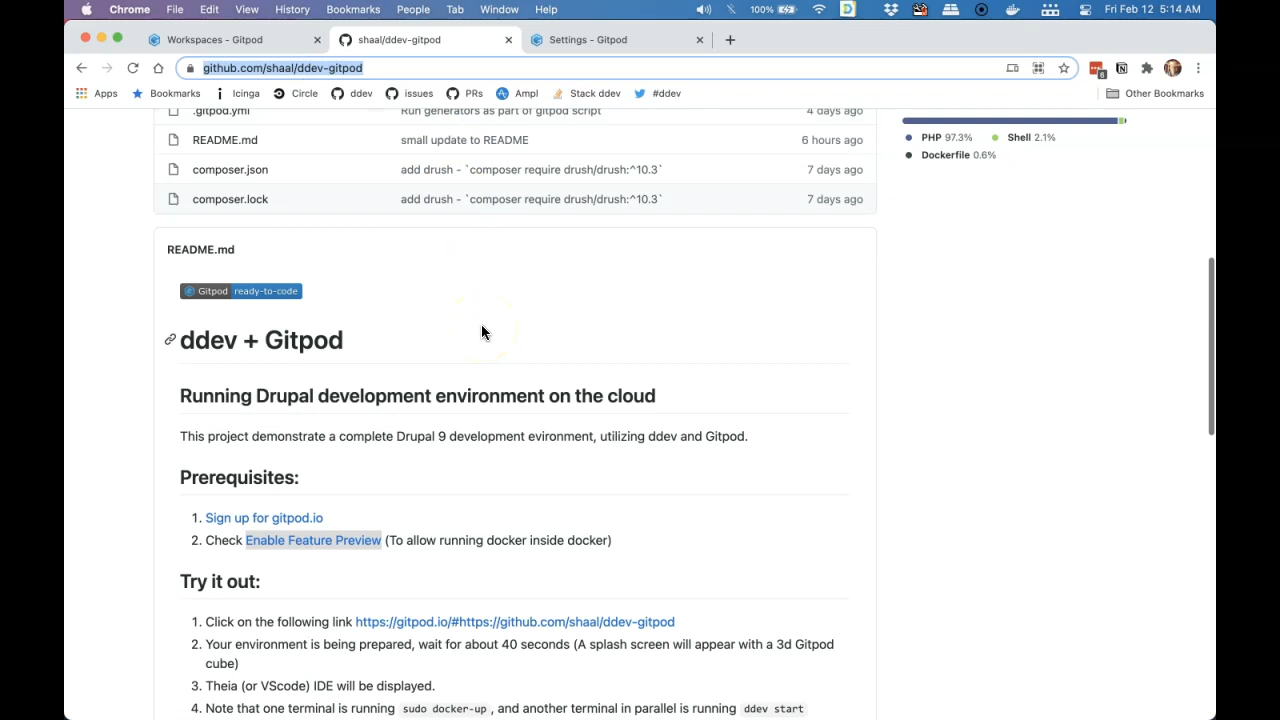 Chrome File Edit View History Bookmarks People Tab Window Help 100% Fri Feb 12 5:14 AM
Workspaces - Gitpod shaal/ddev-gitpod Settings - Gitpod
github.com/shaal/ddev-gitpod 6
Apps Bookmarks Icinga Circle ddev issues PRs Ampl Stack ddev #ddev Other Bookmarks
.gitpod.yml Run generators as part of gitpod script 4 days ago
README.md small update to README 6 hours ago
composer.json add drush - `composer require drush/drush:^10.3` 7 days ago
composer.lock add drush - `composer require drush/drush:^10.3` 7 days ago
PHP 97.3% Shell 2.1%
Dockerfile 0.6%
README.md
Gitpod ready-to-code
ddev + Gitpod
Running Drupal development environment on the cloud
This project demonstrate a complete Drupal 9 development evironment, utilizing ddev and Gitpod.
Prerequisites:
1. Sign up for gitpod.io
2. Check Enable Feature Preview (To allow running docker inside docker)
Try it out:
1. Click on the following link https://gitpod.io/#https://github.com/shaal/ddev-gitpod
2. Your environment is being prepared, wait for about 40 seconds (A splash screen will appear with a 3d Gitpod
cube)
3. Theia (or VScode) IDE will be displayed.
4. Note that one terminal is running sudo docker-up , and another terminal in parallel is running ddev start